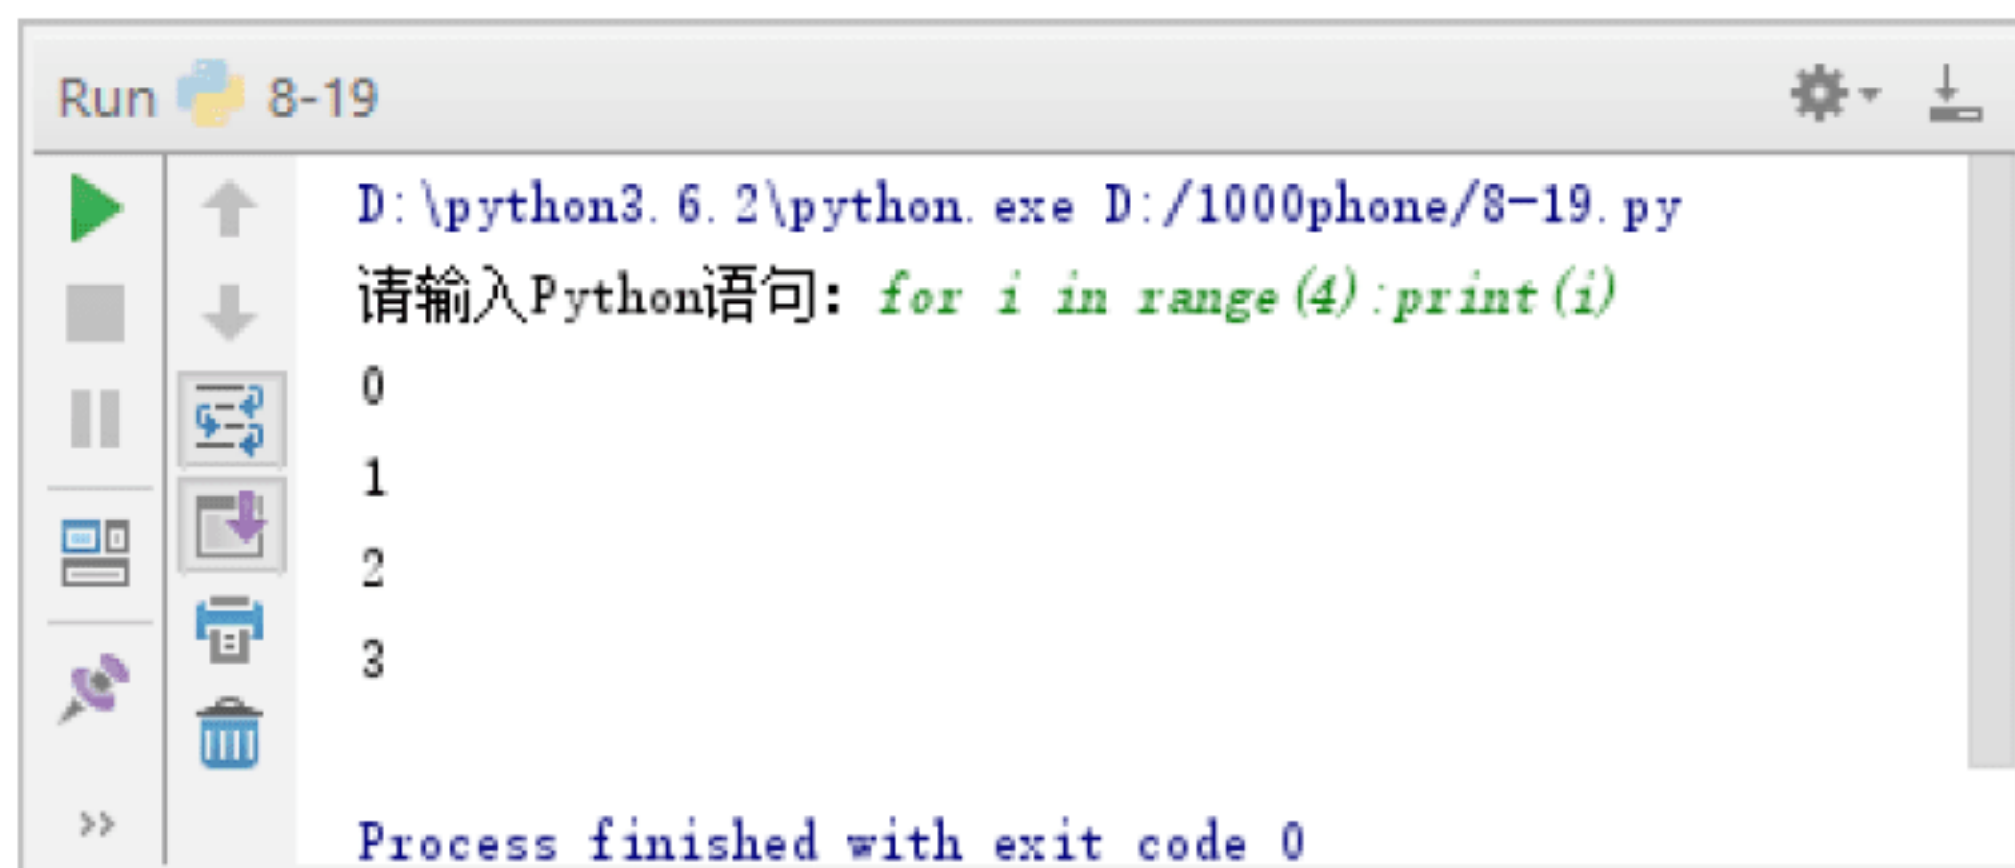 Run 8-19
D:\python3.6.2\python.exe D:/1000phone/8-19.py
请输入Python语句：for i in range(4):print(i)
0
1
2
3
Process finished with exit code 0